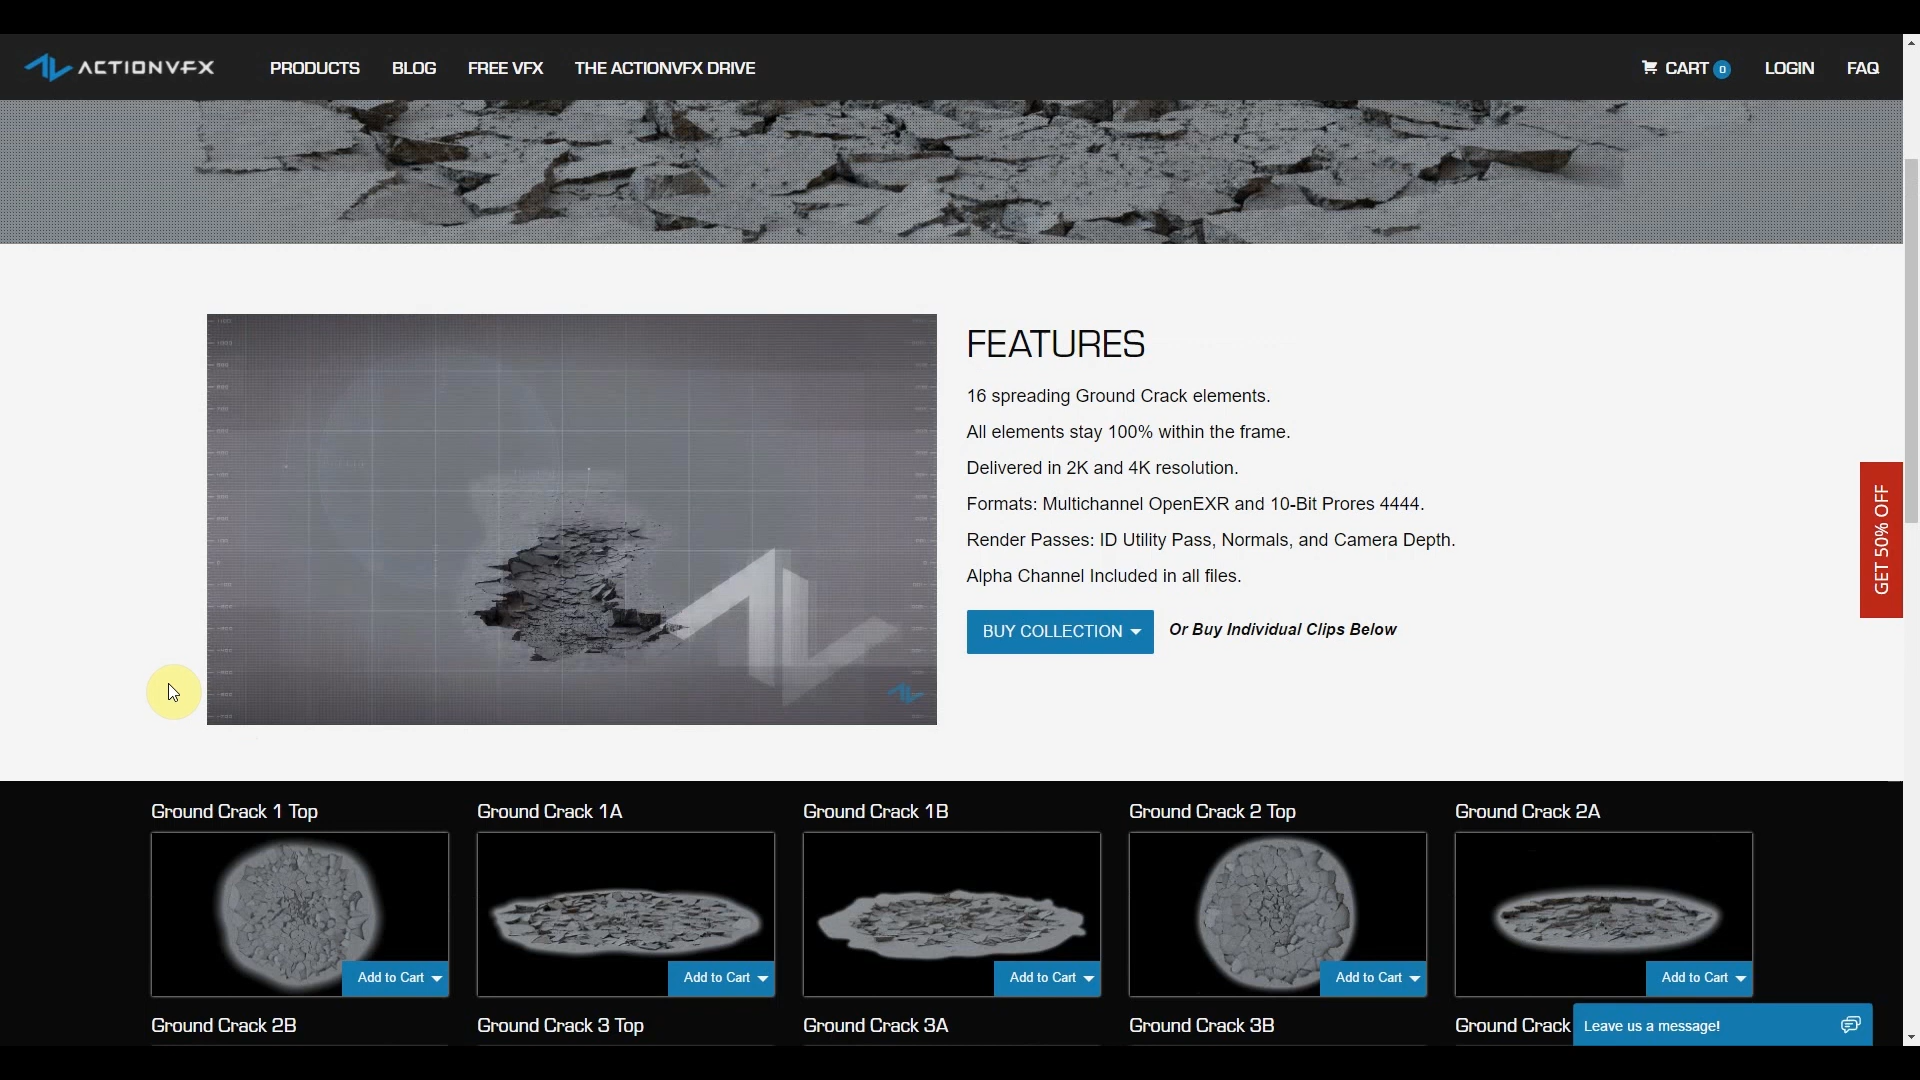 ACTIONVFX
PRODUCTS
BLOG
FREE VFX
THE ACTIONVFX DRIVE
CART 0
LOGIN
FAQ
FEATURES
16 spreading Ground Crack elements.
All elements stay 100% within the frame.
Delivered in 2K and 4K resolution.
Formats: Multichannel OpenEXR and 10-Bit Prores 4444.
Render Passes: ID Utility Pass, Normals, and Camera Depth.
Alpha Channel Included in all files.
BUY COLLECTION
Or Buy Individual Clips Below
GET 50% OFF
Ground Crack 1 Top
Ground Crack 1A
Ground Crack 1B
Ground Crack 2 Top
Ground Crack 2A
Add to Cart
Add to Cart
Add to Cart
Add to Cart
Add to Cart
Ground Crack 2B
Ground Crack 3 Top
Ground Crack 3A
Ground Crack 3B
Ground Crack
Leave us a message!